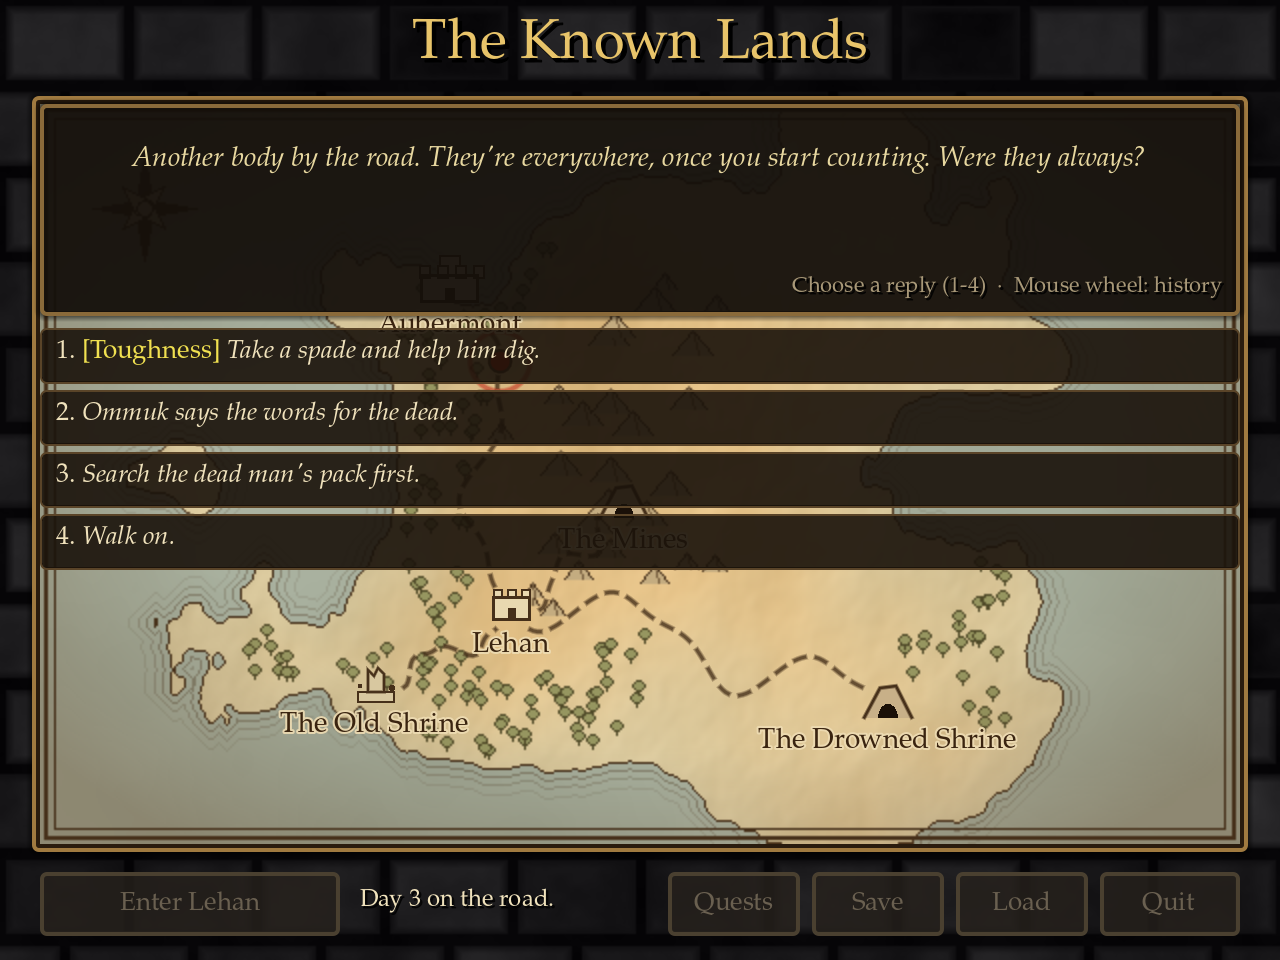 The Known Lands
Another body by the road. They're everywhere, once you start counting. Were they always?
Choose a reply (1-4) · Mouse wheel: history
Aubermont
1. [Toughness] Take a spade and help him dig.
2. Ommuk says the words for the dead.
3. Search the dead man's pack first.
4. Walk on.
The Mines
Lehan
The Old Shrine
The Drowned Shrine
Enter Lehan
Day 3 on the road.
Quests
Save
Load
Quit